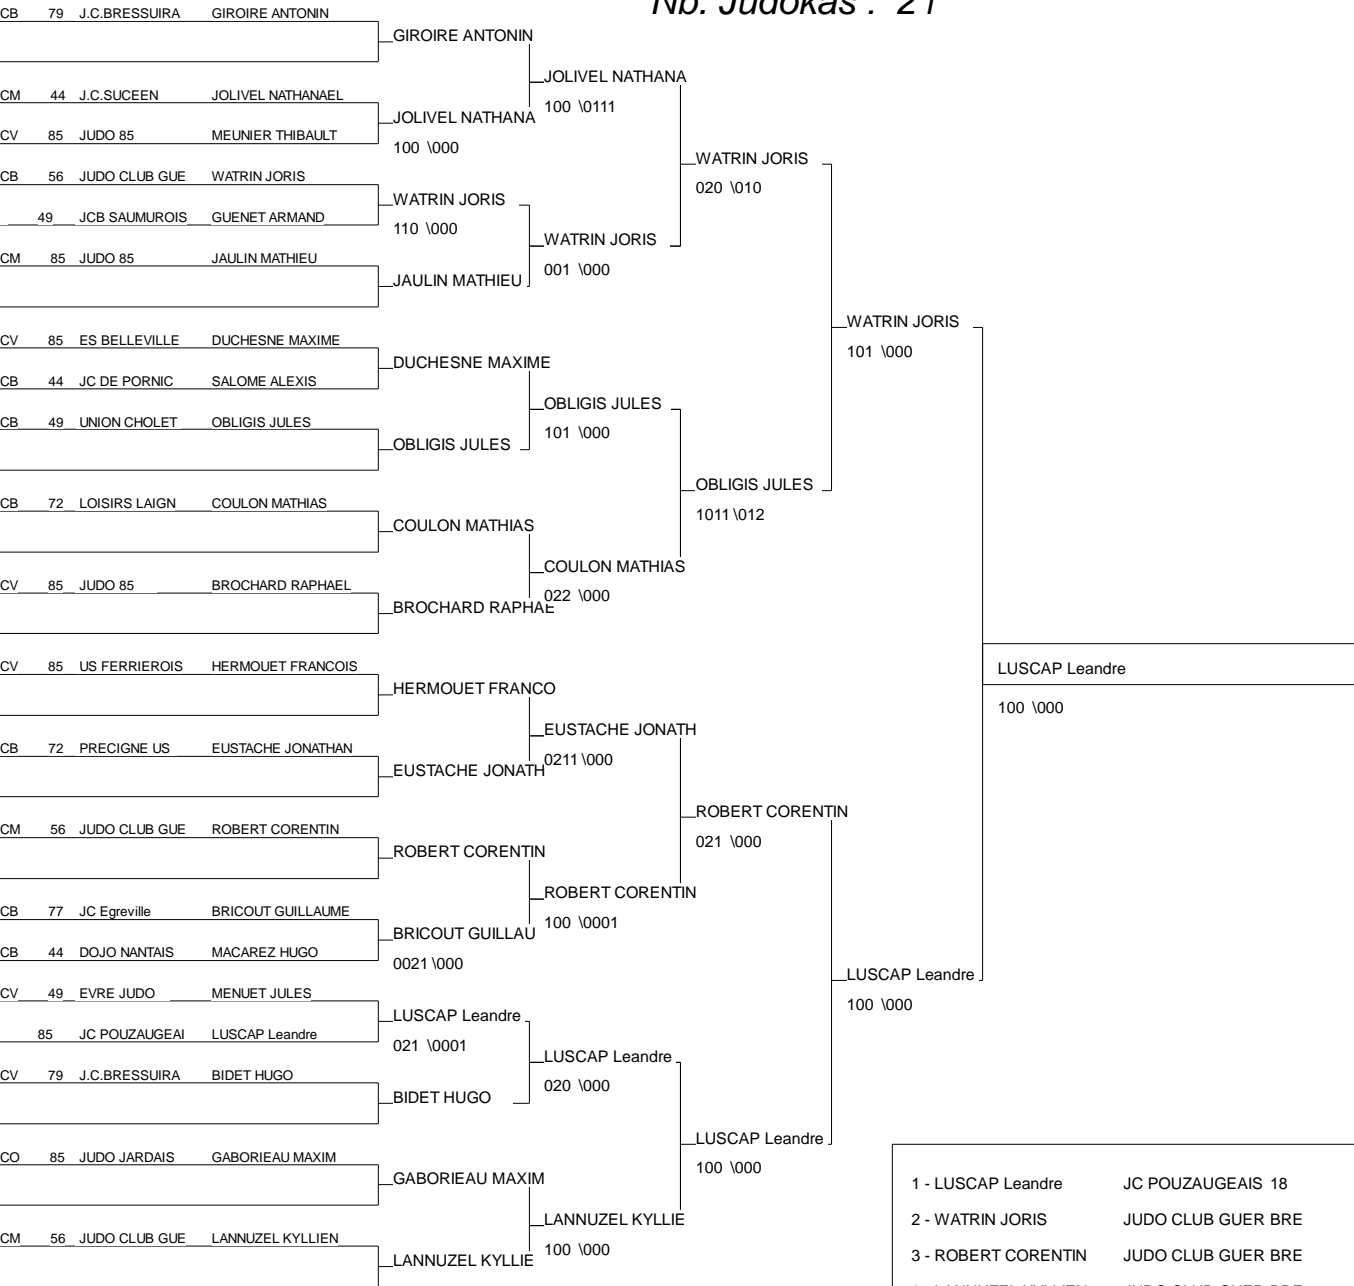 Nb. Judokas : 21
CB 79 J.C.BRESSUIRA GIROIRE ANTONIN
GIROIRE ANTONIN
JOLIVEL NATHANA
CM 44 J.C.SUCEEN JOLIVEL NATHANAEL
100 \0111
JOLIVEL NATHANA
CV 85 JUDO 85 MEUNIER THIBAULT
100 \000
WATRIN JORIS
CB 56 JUDO CLUB GUE WATRIN JORIS
020 \010
WATRIN JORIS
49 JCB SAUMUROIS GUENET ARMAND
110 \000
WATRIN JORIS
CM 85 JUDO 85 JAULIN MATHIEU
001 \000
JAULIN MATHIEU
WATRIN JORIS
CV 85 ES BELLEVILLE DUCHESNE MAXIME
101 \000
DUCHESNE MAXIME
CB 44 JC DE PORNIC SALOME ALEXIS
OBLIGIS JULES
CB 49 UNION CHOLET OBLIGIS JULES
101 \000
OBLIGIS JULES
OBLIGIS JULES
CB 72 LOISIRS LAIGN COULON MATHIAS
1011 \012
COULON MATHIAS
COULON MATHIAS
CV 85 JUDO 85 BROCHARD RAPHAEL
022 \000
BROCHARD RAPHAE
CV 85 US FERRIEROIS HERMOUET FRANCOIS
LUSCAP Leandre
HERMOUET FRANCO
100 \000
EUSTACHE JONATH
CB 72 PRECIGNE US EUSTACHE JONATHAN
0211 \000
EUSTACHE JONATH
ROBERT CORENTIN
CM 56 JUDO CLUB GUE ROBERT CORENTIN
021 \000
ROBERT CORENTIN
ROBERT CORENTIN
CB 77 JC Egreville BRICOUT GUILLAUME
100 \0001
BRICOUT GUILLAU
CB 44 DOJO NANTAIS MACAREZ HUGO
0021 \000
LUSCAP Leandre
CV 49 EVRE JUDO MENUET JULES
100 \000
LUSCAP Leandre
85 JC POUZAUGEAI LUSCAP Leandre
021 \0001
LUSCAP Leandre
CV 79 J.C.BRESSUIRA BIDET HUGO
020 \000
BIDET HUGO
LUSCAP Leandre
CO 85 JUDO JARDAIS GABORIEAU MAXIM
100 \000
GABORIEAU MAXIM
1 - LUSCAP Leandre JC POUZAUGEAIS 18
LANNUZEL KYLLIE
2 - WATRIN JORIS JUDO CLUB GUER BRE
CM 56 JUDO CLUB GUE LANNUZEL KYLLIEN
100 \000
LANNUZEL KYLLIE
3 - ROBERT CORENTIN JUDO CLUB GUER BRE